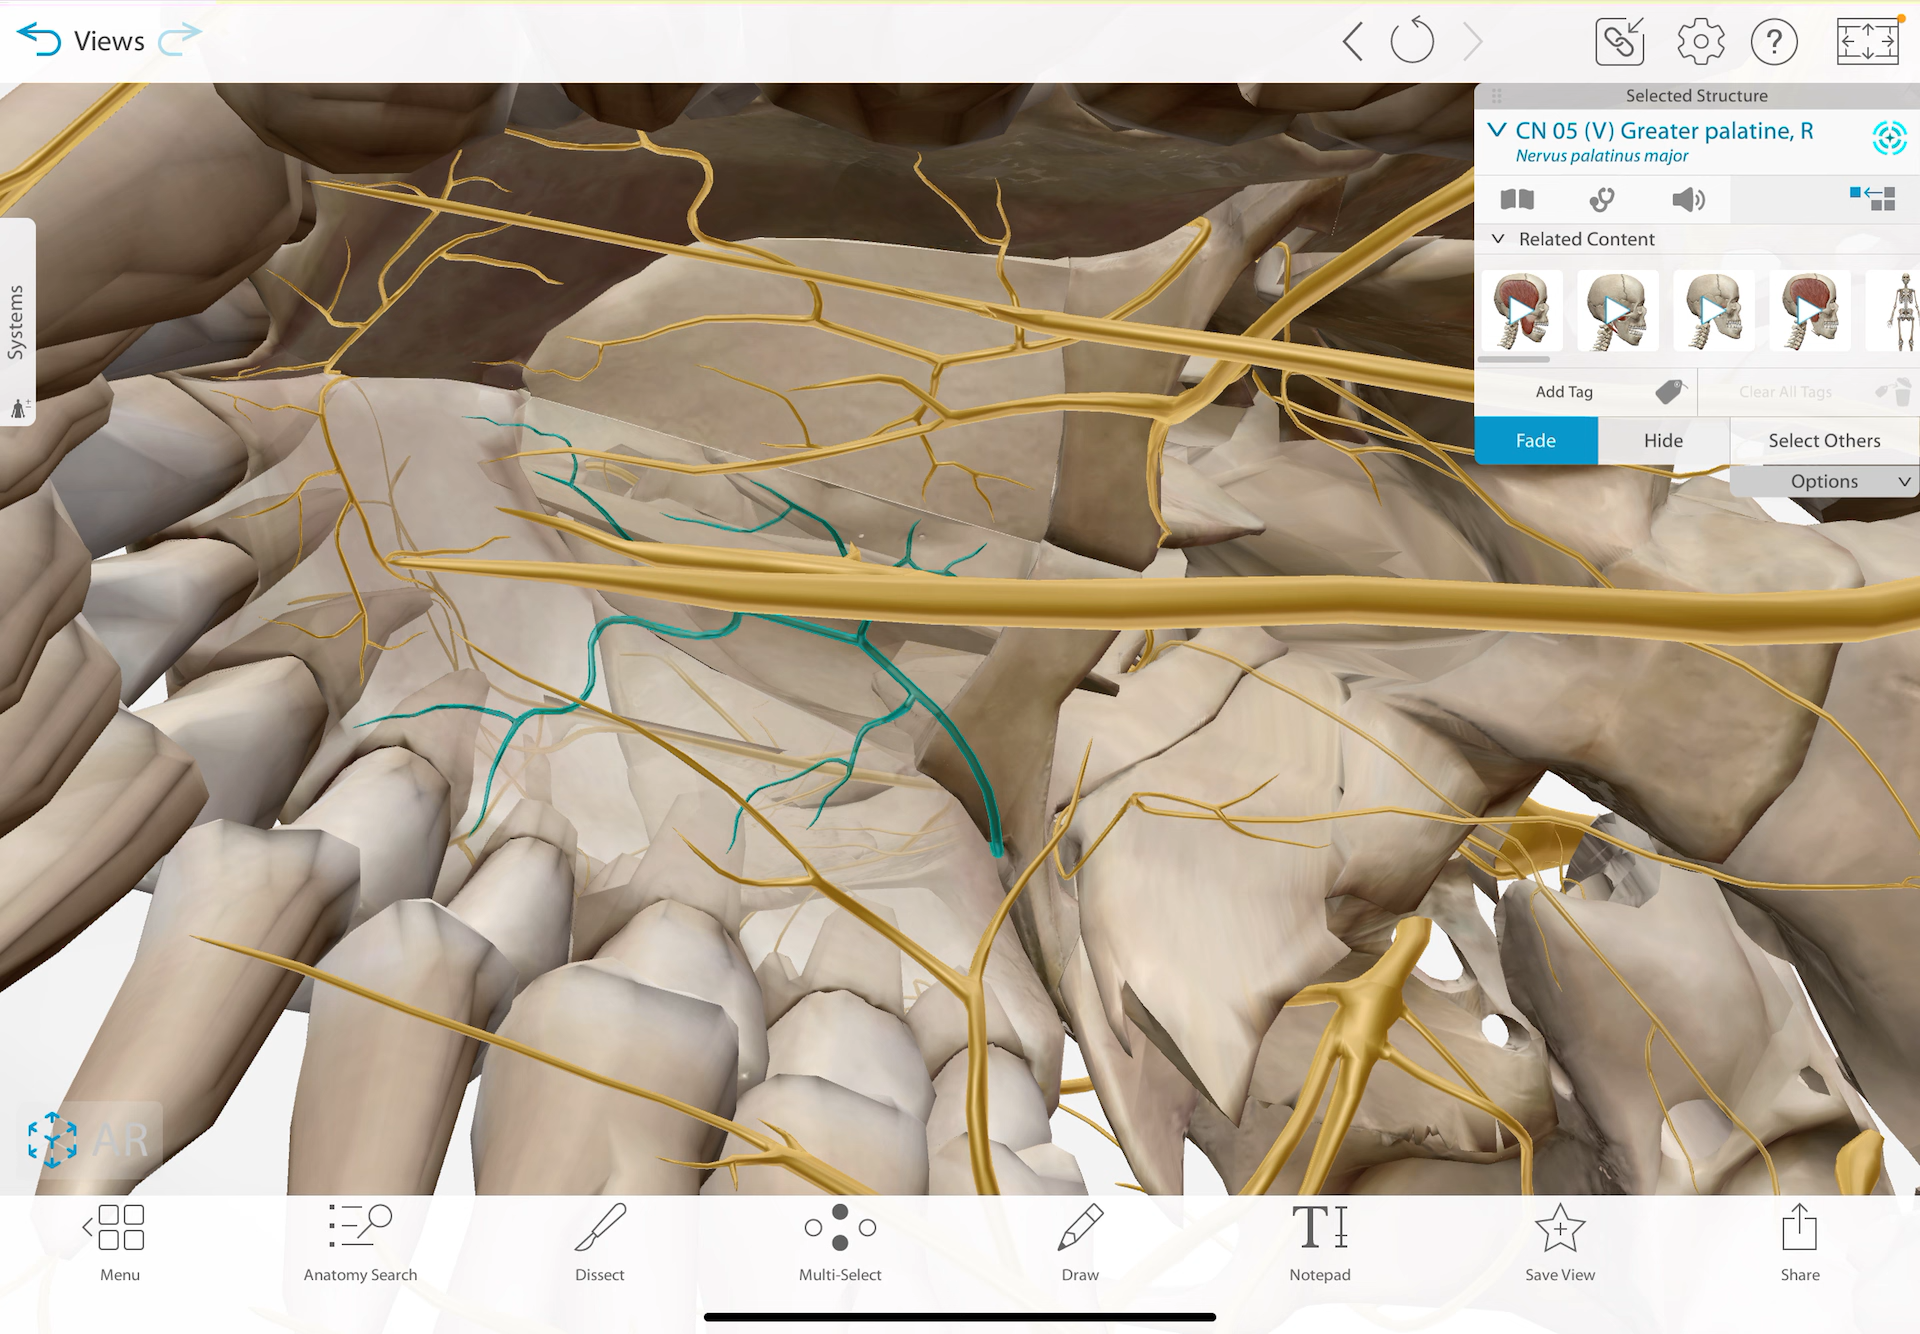 Views
Selected Structure
CN 05 (V) Greater palatine, R
Nervus palatinus major
Related Content
Add Tag
Clear All Tags
Fade
Hide
Select Others
Options
Systems
AR
Menu
Anatomy Search
Dissect
Multi-Select
Draw
Notepad
Save View
Share